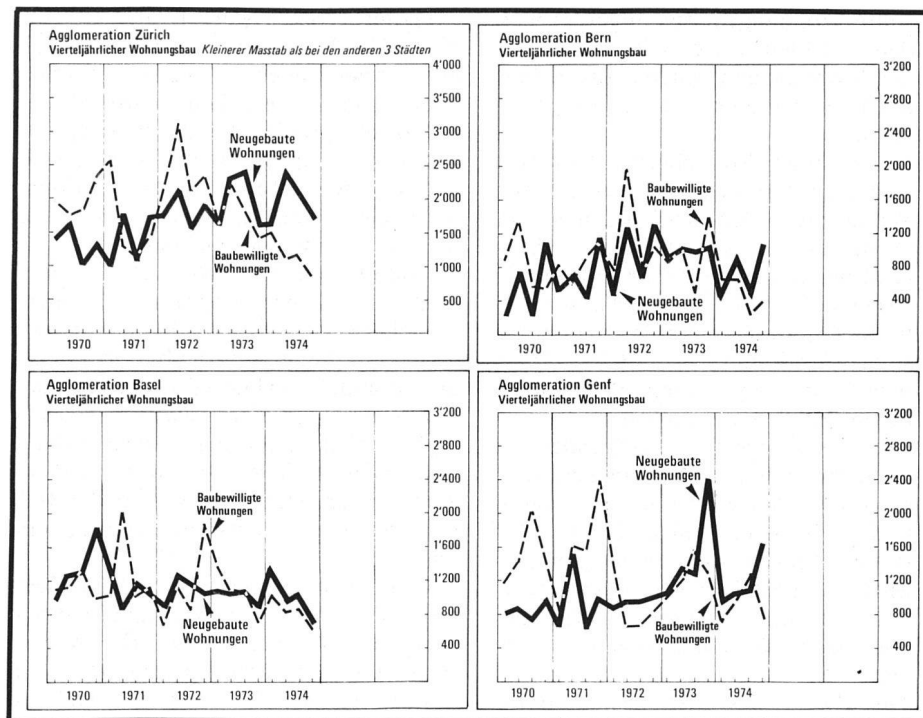 Agglomeration Zürich
Vierteljährlicher Wohnungsbau Kleinerer Masstab als bei den anderen 3 Städten
4'000
3'500
3'000
2'500
2'000
1'500
1'000
500
Neugebaute
Wohnungen
Baubewilligte
Wohnungen
1970 1971 1972 1973 1974
Agglomeration Bern
Vierteljährlicher Wohnungsbau
3'200
2'800
2'400
2'000
1'600
1'200
800
400
Baubewilligte
Wohnungen
Neugebaute
Wohnungen
1970 1971 1972 1973 1974
Agglomeration Basel
Vierteljährlicher Wohnungsbau
3'200
2'800
2'400
2'000
1'600
1'200
800
400
Baubewilligte
Wohnungen
Neugebaute
Wohnungen
1970 1971 1972 1973 1974
Agglomeration Genf
Vierteljährlicher Wohnungsbau
3'200
2'800
2'400
2'000
1'600
1'200
800
400
Neugebaute
Wohnungen
Baubewilligte
Wohnungen
1970 1971 1972 1973 1974